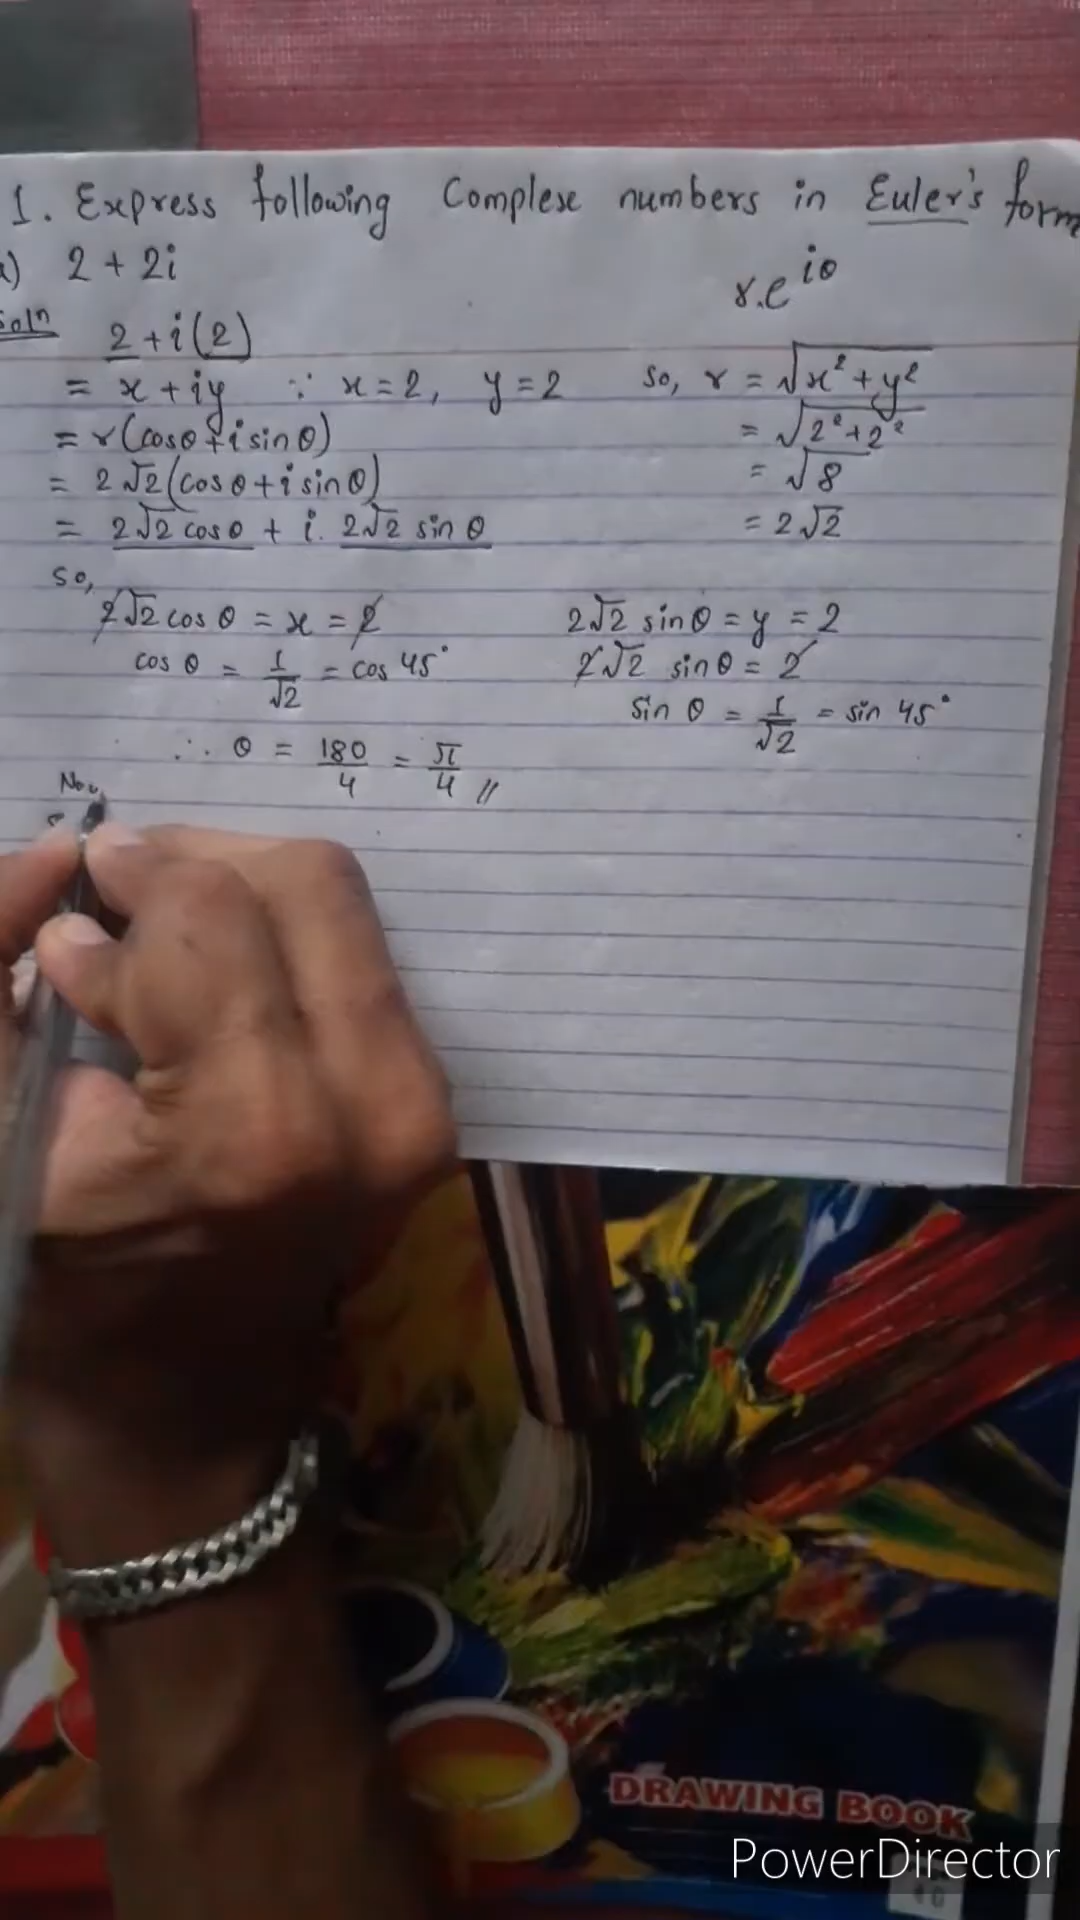 1. Express following Complex numbers in Euler's form
a) 2 + 2i
r.e^iθ
Soln 2 + i(2)
= x + iy ∵ x = 2, y = 2
= r(cosθ + i sinθ)
= 2√2(cosθ + i sinθ)
= 2√2 cosθ + i. 2√2 sinθ
so, r = √x²+y²
= √2²+2²
= √8
= 2√2
so,
2√2 cosθ = x = 2
cosθ = 1/√2 = cos 45°
2√2 sinθ = y = 2
2√2 sinθ = 2
sinθ = 1/√2 = sin 45°
∴ θ = 180/4 = π/4 //
Now,
DRAWING BOOK
PowerDirector